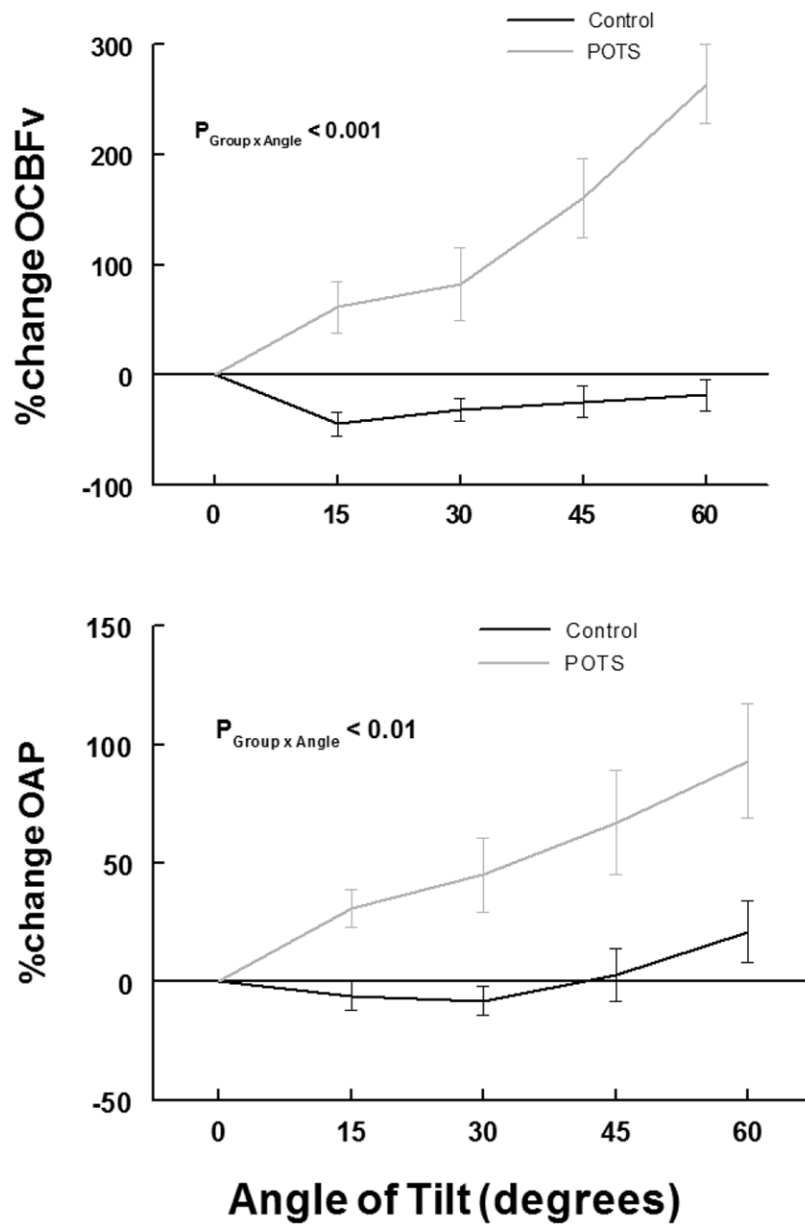 Control
POTS
300
P Group x Angle < 0.001
200
100
0
-100
%change OCBFv
0 15 30 45 60
150
Control
POTS
P Group x Angle < 0.01
100
50
0
-50
%change OAP
0 15 30 45 60
Angle of Tilt (degrees)